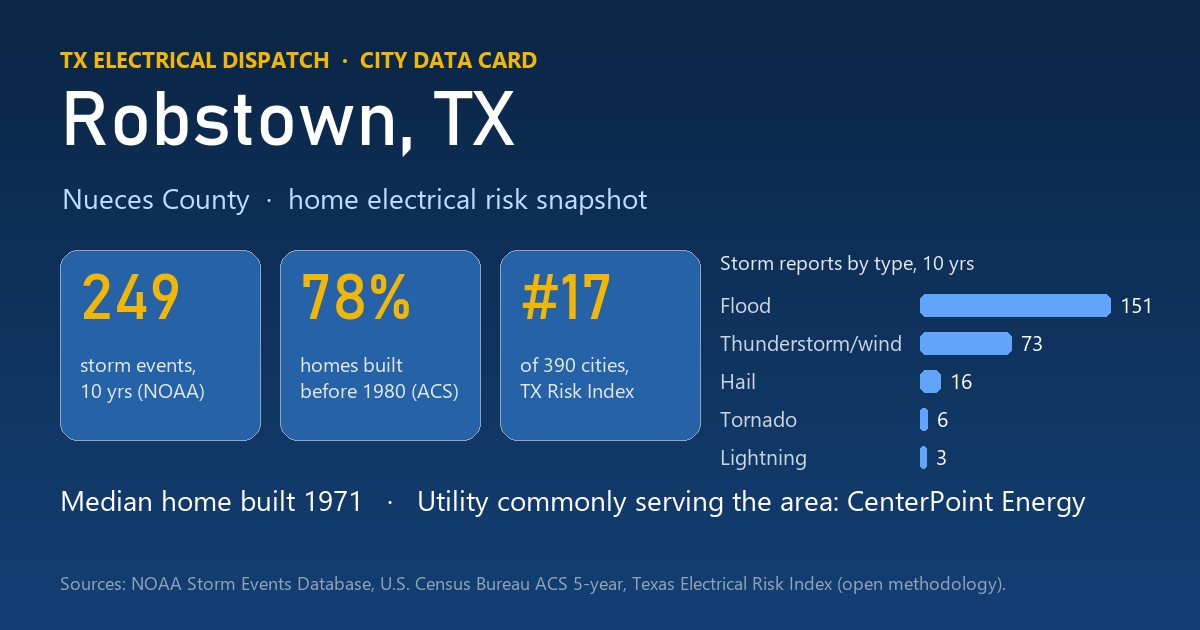 TX ELECTRICAL DISPATCH · CITY DATA CARD
Robstown, TX
Nueces County · home electrical risk snapshot
249
storm events,
10 yrs (NOAA)
78%
homes built
before 1980 (ACS)
#17
of 390 cities,
TX Risk Index
Storm reports by type, 10 yrs
Flood 151
Thunderstorm/wind 73
Hail 16
Tornado 6
Lightning 3
Median home built 1971 · Utility commonly serving the area: CenterPoint Energy
Sources: NOAA Storm Events Database, U.S. Census Bureau ACS 5-year, Texas Electrical Risk Index (open methodology).